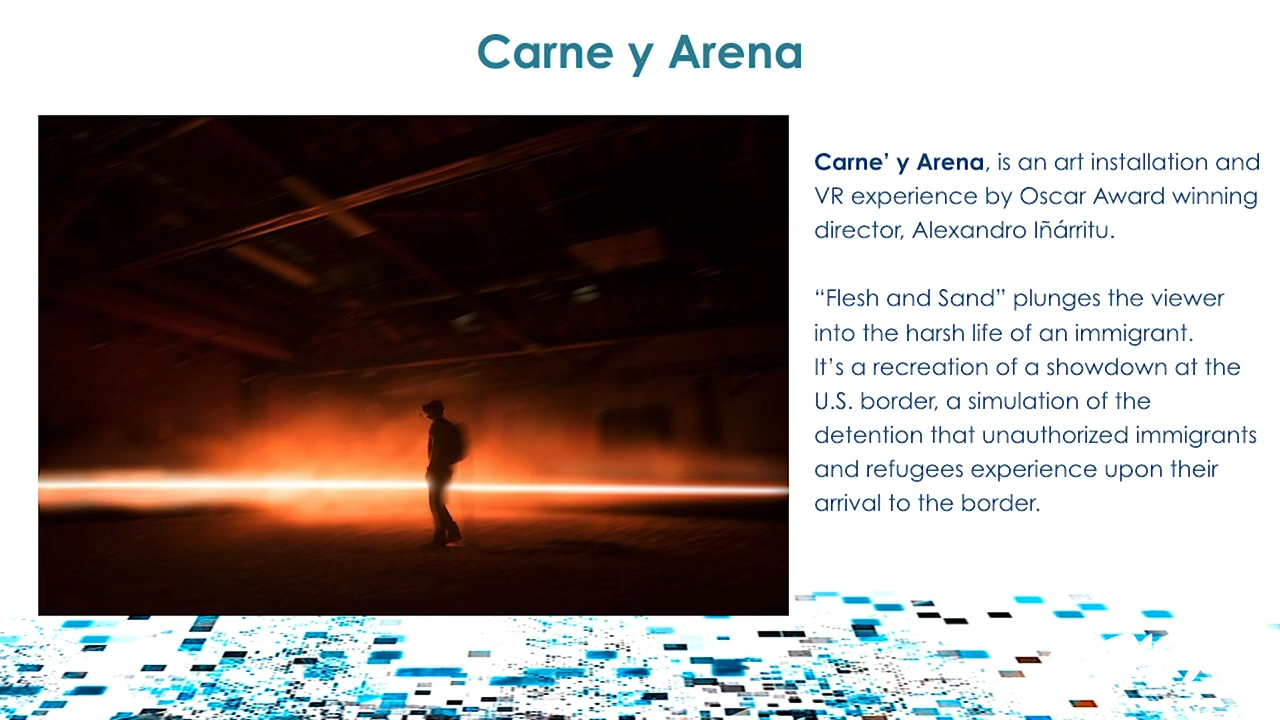 Carne y Arena
Carne’ y Arena, is an art installation and
VR experience by Oscar Award winning
director, Alexandro Iñárritu.
“Flesh and Sand” plunges the viewer
into the harsh life of an immigrant.
It’s a recreation of a showdown at the
U.S. border, a simulation of the
detention that unauthorized immigrants
and refugees experience upon their
arrival to the border.